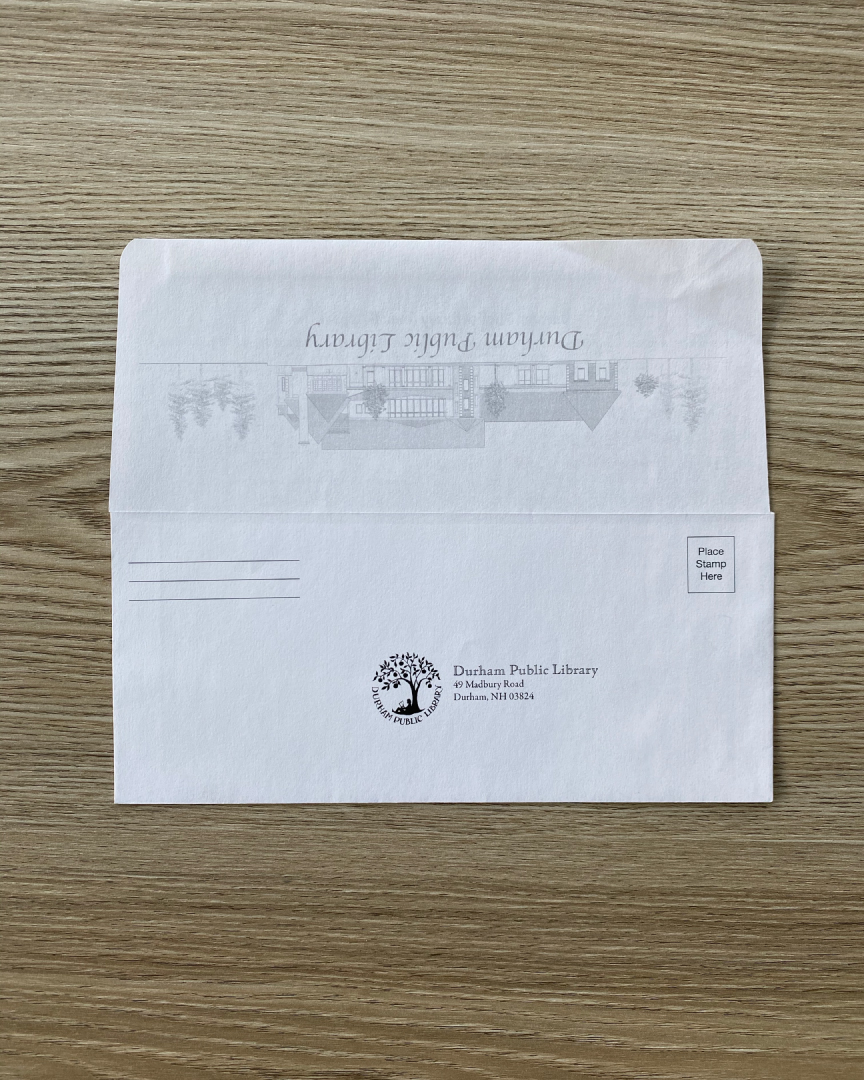 Durham Public Library
Place
Stamp
Here
DURHAM PUBLIC LIBRARY
Durham Public Library
49 Madbury Road
Durham, NH 03824